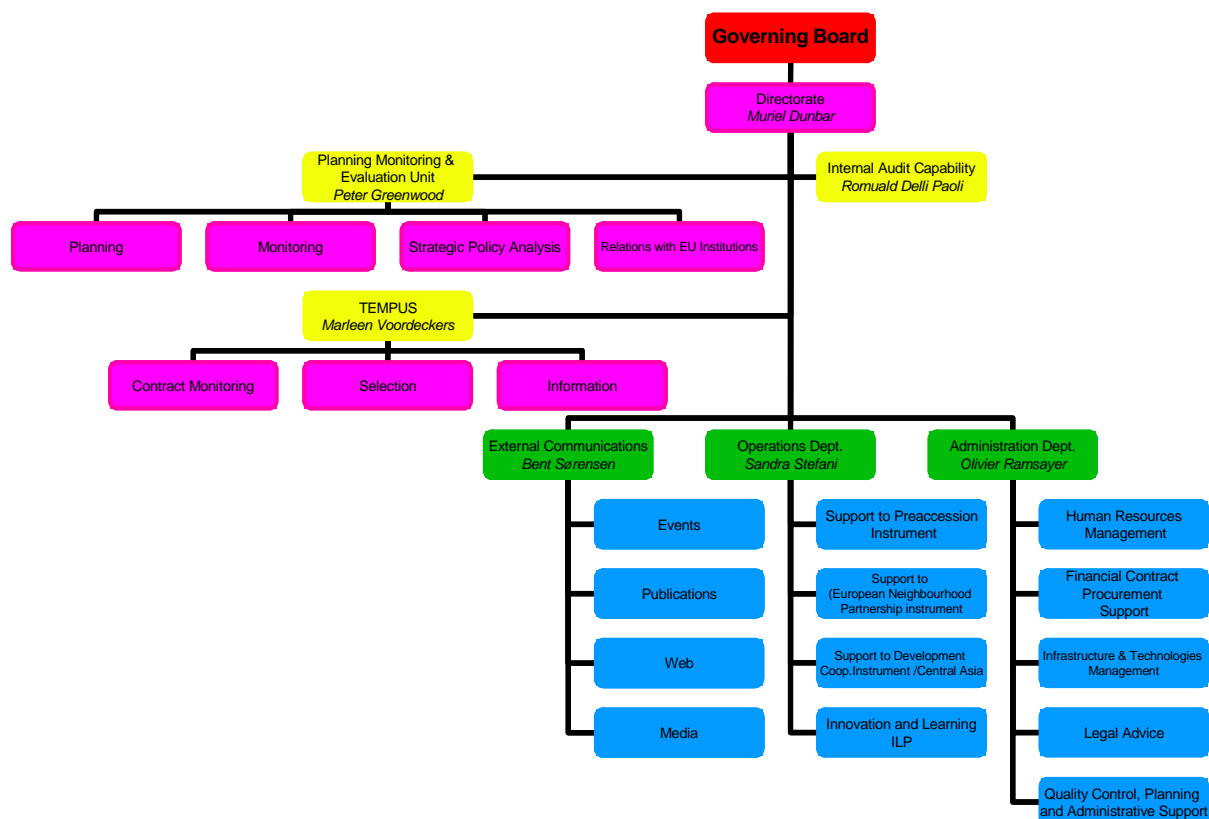 Governing Board
Directorate
Muriel Dunbar
Planning Monitoring &
Evaluation Unit
Peter Greenwood
Internal Audit Capability
Romuald Delli Paoli
Planning
Monitoring
Strategic Policy Analysis
Relations with EU Institutions
TEMPUS
Marleen Voordeckers
Contract Monitoring
Selection
Information
External Communications
Bent Sørensen
Operations Dept.
Sandra Stefani
Administration Dept.
Olivier Ramsayer
Events
Publications
Web
Media
Support to Preaccession
Instrument
Support to
(European Neighbourhood
Partnership instrument
Support to Development
Coop.Instrument /Central Asia
Innovation and Learning
ILP
Human Resources
Management
Financial Contract
Procurement
Support
Infrastructure & Technologies
Management
Legal Advice
Quality Control, Planning
and Administrative Support